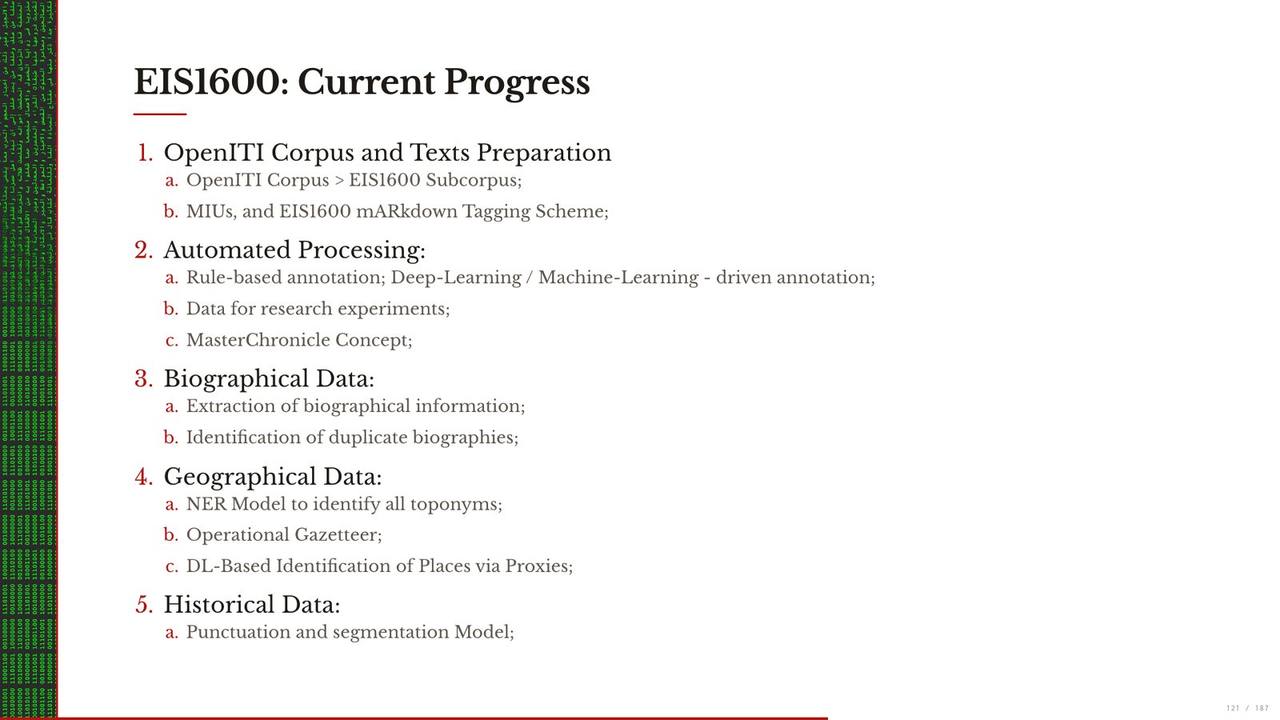 EIS1600: Current Progress
1. OpenITI Corpus and Texts Preparation
a. OpenITI Corpus > EIS1600 Subcorpus;
b. MIUs, and EIS1600 mARkdown Tagging Scheme;
2. Automated Processing:
a. Rule-based annotation; Deep-Learning / Machine-Learning - driven annotation;
b. Data for research experiments;
c. MasterChronicle Concept;
3. Biographical Data:
a. Extraction of biographical information;
b. Identification of duplicate biographies;
4. Geographical Data:
a. NER Model to identify all toponyms;
b. Operational Gazetteer;
c. DL-Based Identification of Places via Proxies;
5. Historical Data:
a. Punctuation and segmentation Model;
121 / 187